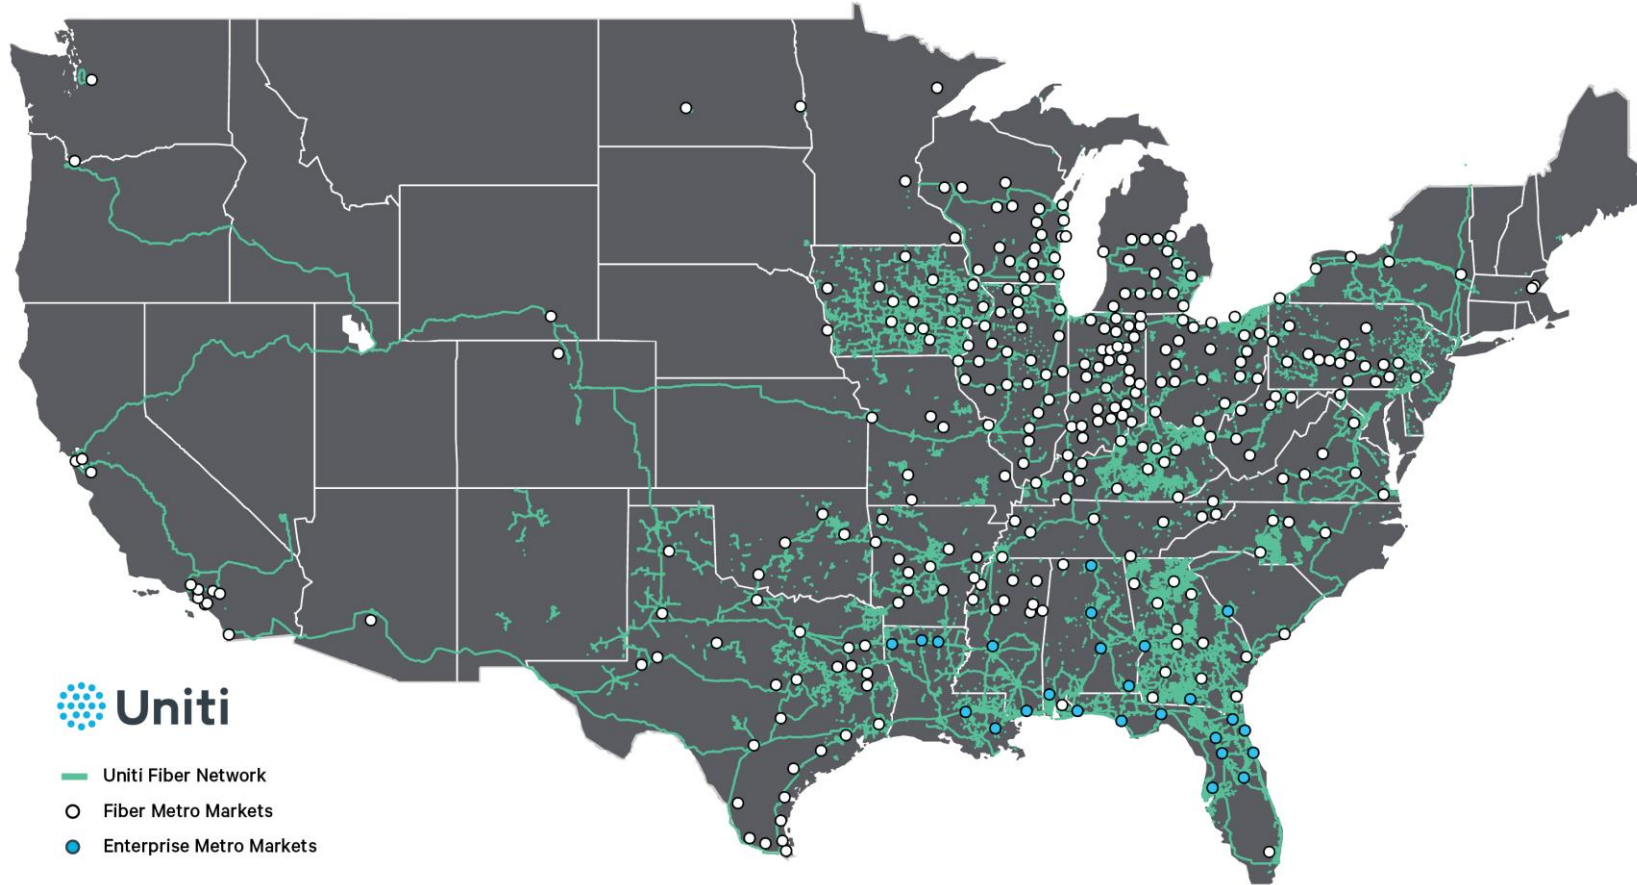 Uniti
Uniti Fiber Network
Fiber Metro Markets
Enterprise Metro Markets